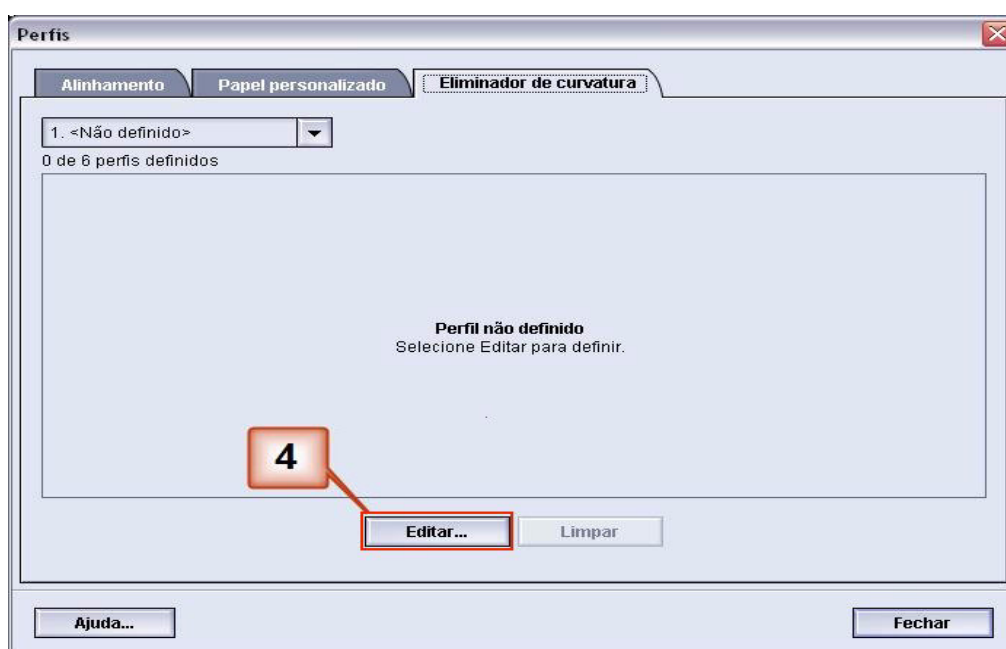 Perfis
Alinhamento Papel personalizado Eliminador de curvatura
1. <Não definido>
0 de 6 perfis definidos
Perfil não definido
Selecione Editar para definir.
4
Editar... Limpar
Ajuda... Fechar